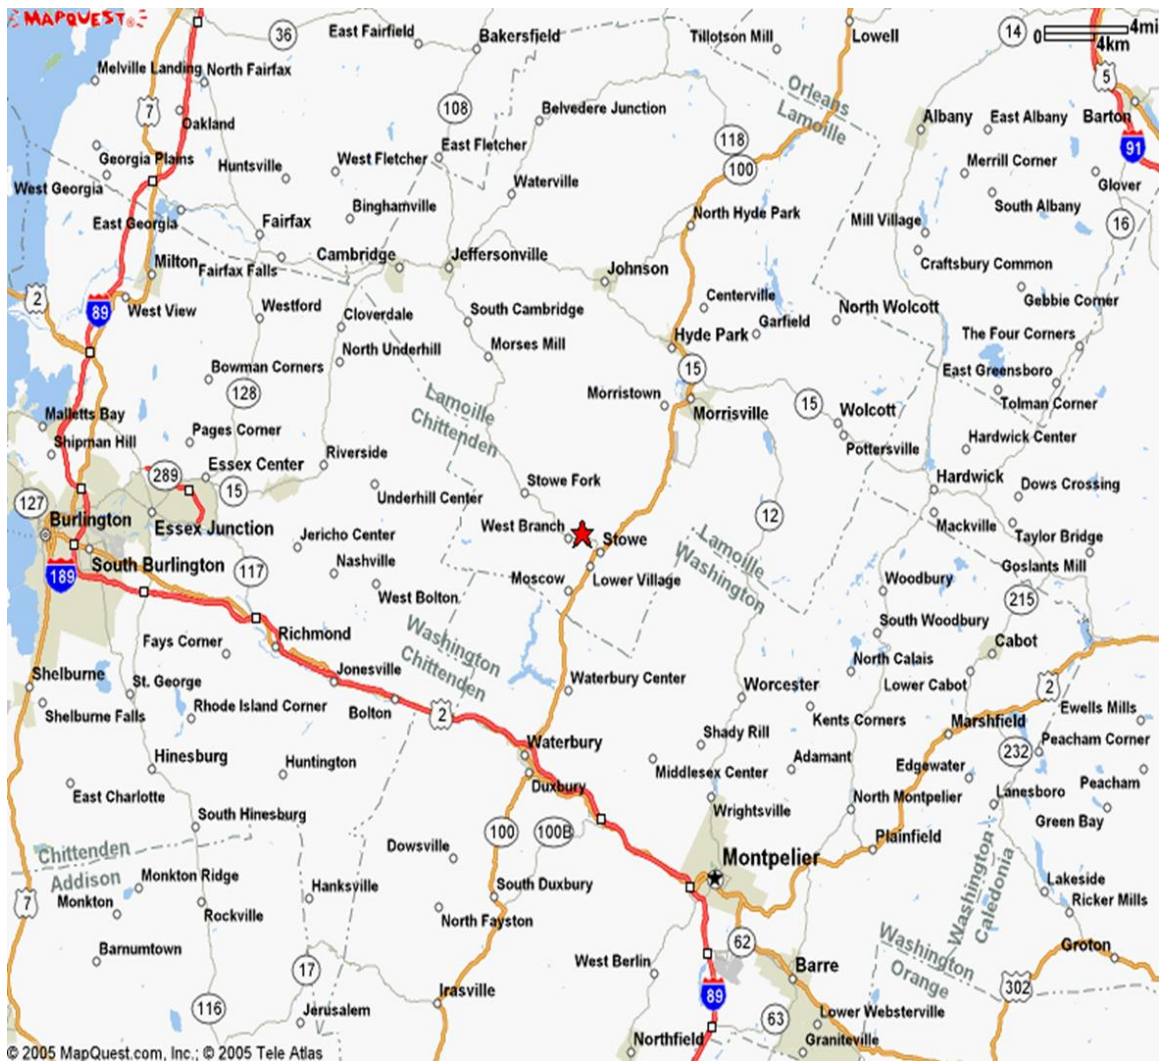 MAPQUEST
36
East Fairfield
Bakersfield
Tillotson Mill
Lowell
14
0
4mi
4km
Melville Landing
North Fairfax
5
7
108
Belvedere Junction
Orleans
Lamoille
Oakland
Albany
East Albany
Barton
118
91
Georgia Plains
Huntsville
West Fletcher
East Fletcher
100
Merrill Corner
Glover
West Georgia
Waterville
East Georgia
Fairfax
Binghamville
North Hyde Park
Mill Village
South Albany
16
Milton
Fairfax Falls
Cambridge
Jeffersonville
Johnson
Craftsbury Common
2
89
West View
Westford
Cloverdale
South Cambridge
Centerville
Garfield
North Wolcott
Gebbie Corner
Hyde Park
The Four Corners
North Underhill
Morses Mill
Bowman Corners
128
15
East Greensboro
Lamoille
Chittenden
Morristown
Morrisville
15
Wolcott
Tolman Corner
Malletts Bay
Pages Corner
Pottersville
Hardwick Center
Shipman Hill
Riverside
289
Essex Center
15
Hardwick
Underhill Center
Stowe Fork
Dows Crossing
127
Burlington
Essex Junction
West Branch
12
Mackville
Jericho Center
Stowe
Lamoille
Washington
Taylor Bridge
South Burlington
189
117
Nashville
Moscow
Lower Village
Goslants Mill
Woodbury
West Bolton
215
Fays Corner
Richmond
Washington
Chittenden
South Woodbury
Cabot
Shelburne
St. George
Jonesville
North Calais
Lower Cabot
2
Waterbury Center
Worcester
Shelburne Falls
Rhode Island Corner
Bolton
2
Kents Corners
Marshfield
Ewells Mills
Hinesburg
Waterbury
Shady Rill
232
Peacham Corner
Huntington
Middlesex Center
Adamant
Edgewater
Peacham
East Charlotte
Duxbury
Wrightsville
North Montpelier
Lanesboro
Green Bay
South Hinesburg
100
100B
Plainfield
Chittenden
Addison
Dowsville
Montpelier
Washington
Caledonia
Monkton Ridge
Hanksville
South Duxbury
Lakeside
7
Monkton
Rockville
North Fayston
Ricker Mills
62
Washington
Orange
Groton
Barnumtown
17
West Berlin
Barre
302
116
Irasville
89
Jerusalem
63
Lower Websterville
Northfield
Graniteville
© 2005 MapQuest.com, Inc.; © 2005 Tele Atlas